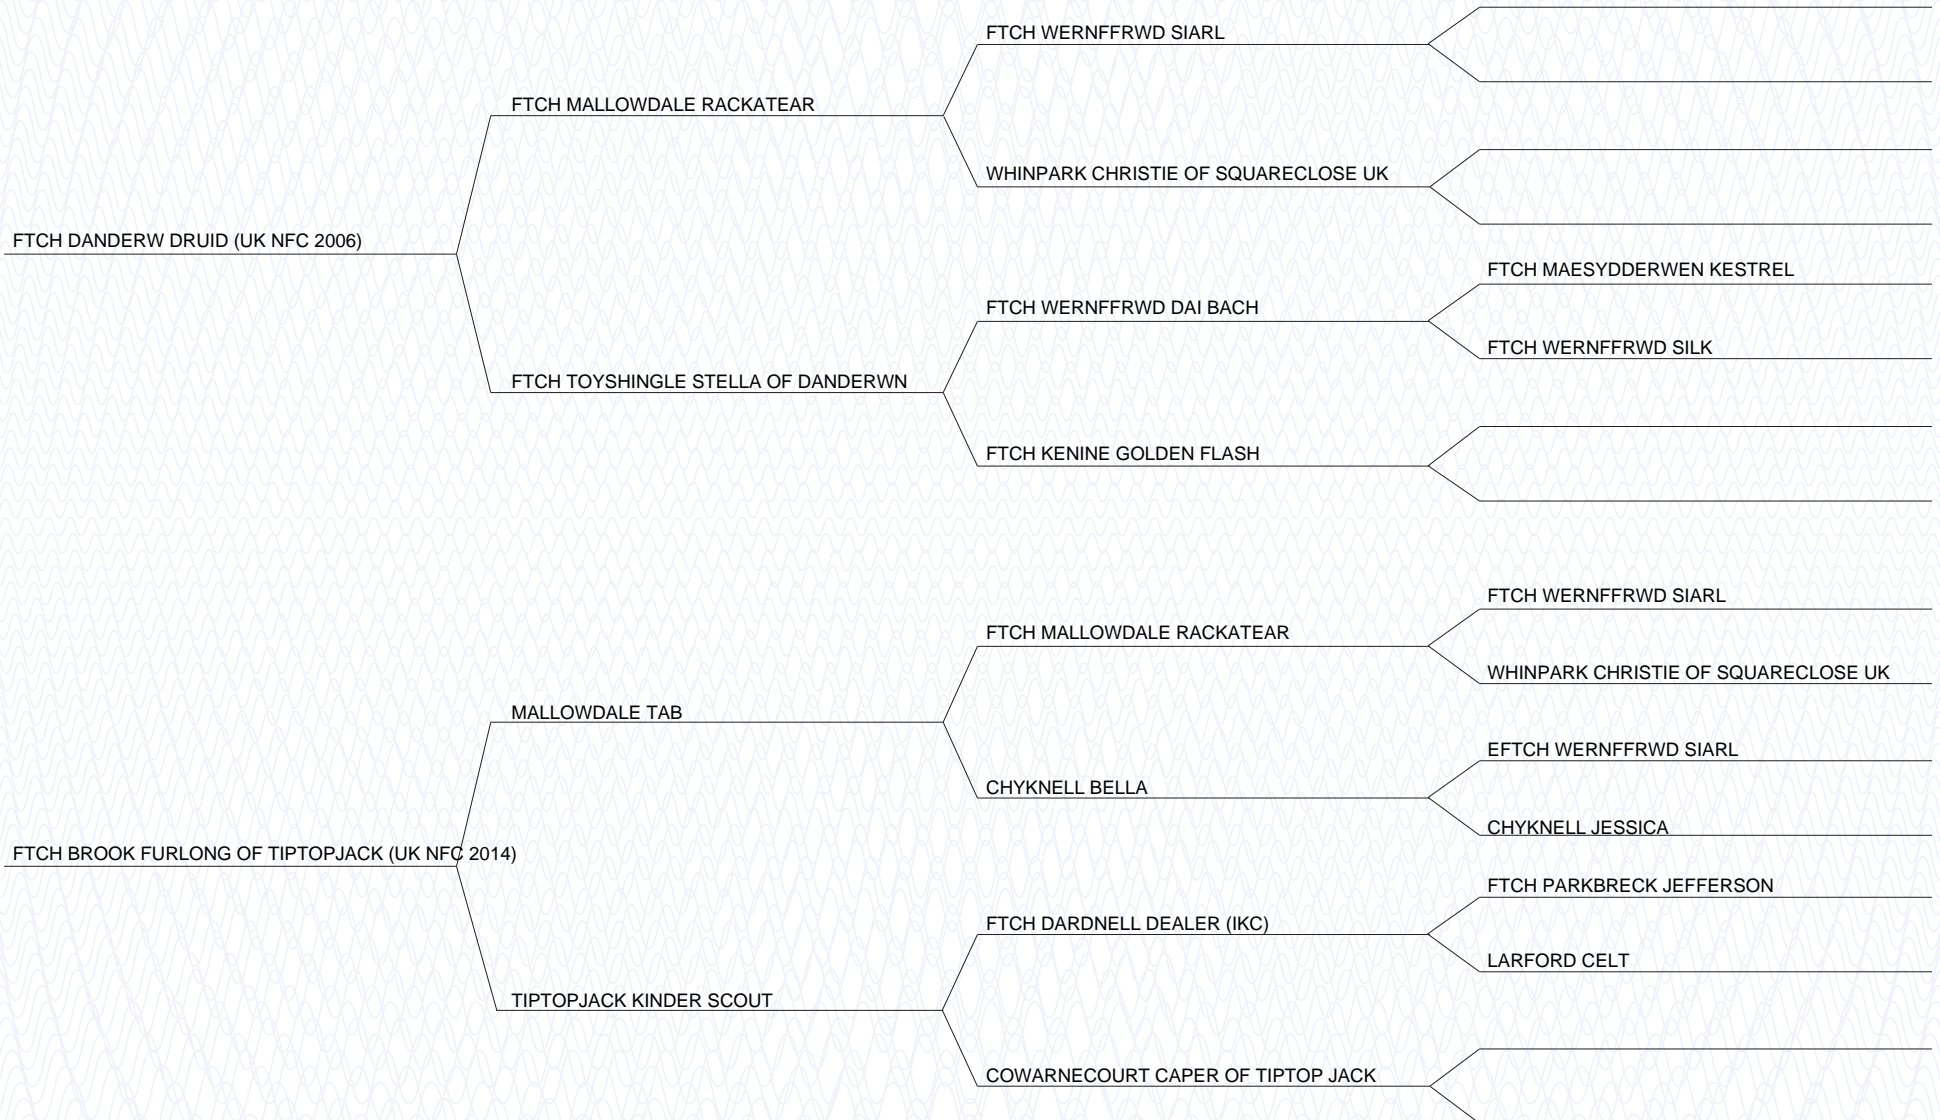 FTCH WERNFFRWD SIARL
FTCH MALLOWDALE RACKATEAR
WHINPARK CHRISTIE OF SQUARECLOSE UK
FTCH DANDERW DRUID (UK NFC 2006)
FTCH MAESYDDERWEN KESTREL
FTCH WERNFFRWD DAI BACH
FTCH WERNFFRWD SILK
FTCH TOYSHINGLE STELLA OF DANDERWN
FTCH KENINE GOLDEN FLASH
FTCH WERNFFRWD SIARL
FTCH MALLOWDALE RACKATEAR
WHINPARK CHRISTIE OF SQUARECLOSE UK
MALLOWDALE TAB
EFTCH WERNFFRWD SIARL
CHYKNELL BELLA
CHYKNELL JESSICA
FTCH BROOK FURLONG OF TIPTOPJACK (UK NFC 2014)
FTCH PARKBRECK JEFFERSON
FTCH DARDNELL DEALER (IKC)
LARFORD CELT
TIPTOPJACK KINDER SCOUT
COWARNECOURT CAPER OF TIPTOP JACK